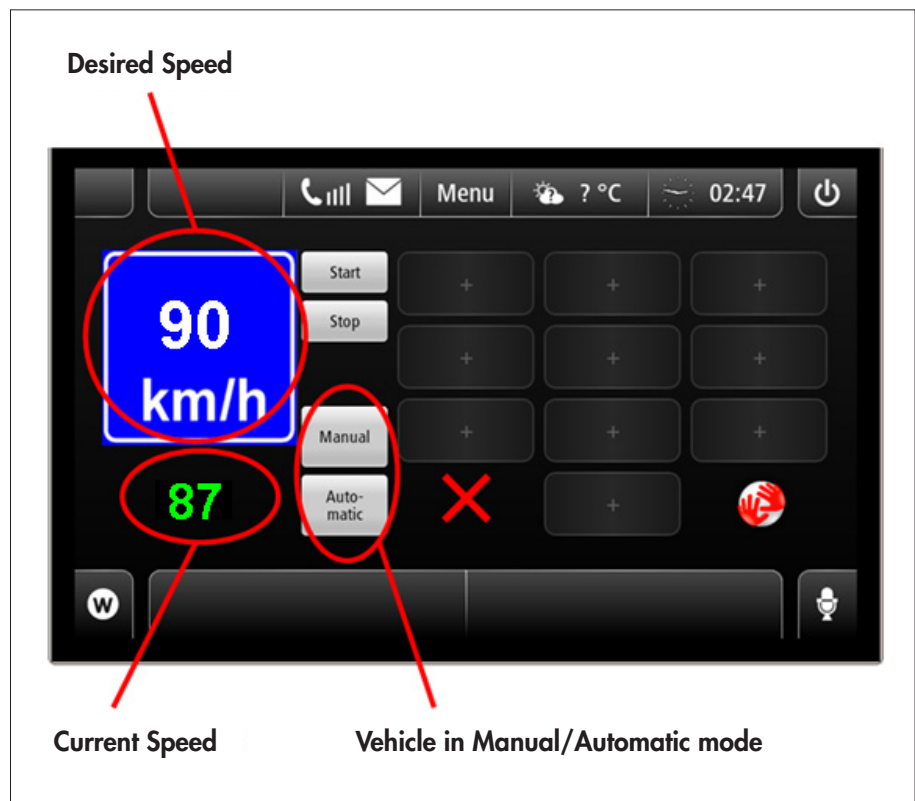 Desired Speed
Menu
? °C
02:47
90
km/h
Start
Stop
+ + +
+ + +
Manual
Auto-
matic
+ + +
87
+
W
Current Speed
Vehicle in Manual/Automatic mode